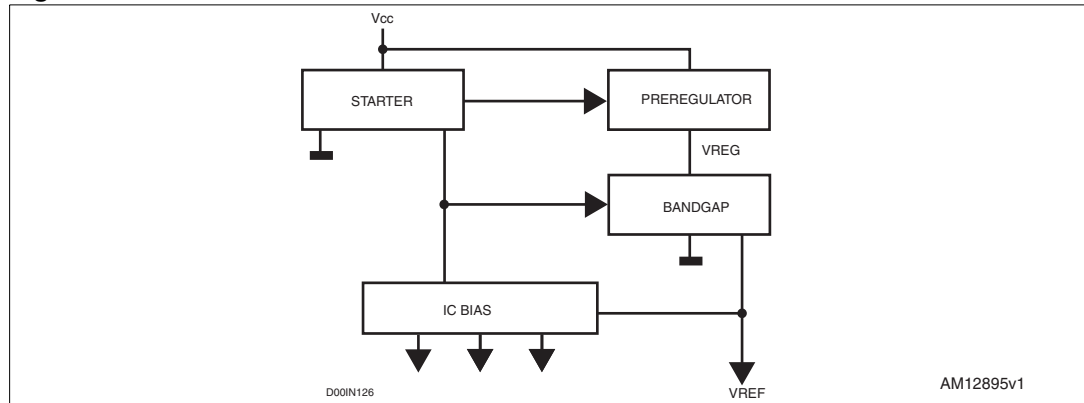 Vcc
STARTER
PREREGULATOR
VREG
BANDGAP
IC BIAS
D00IN126
VREF
AM12895v1